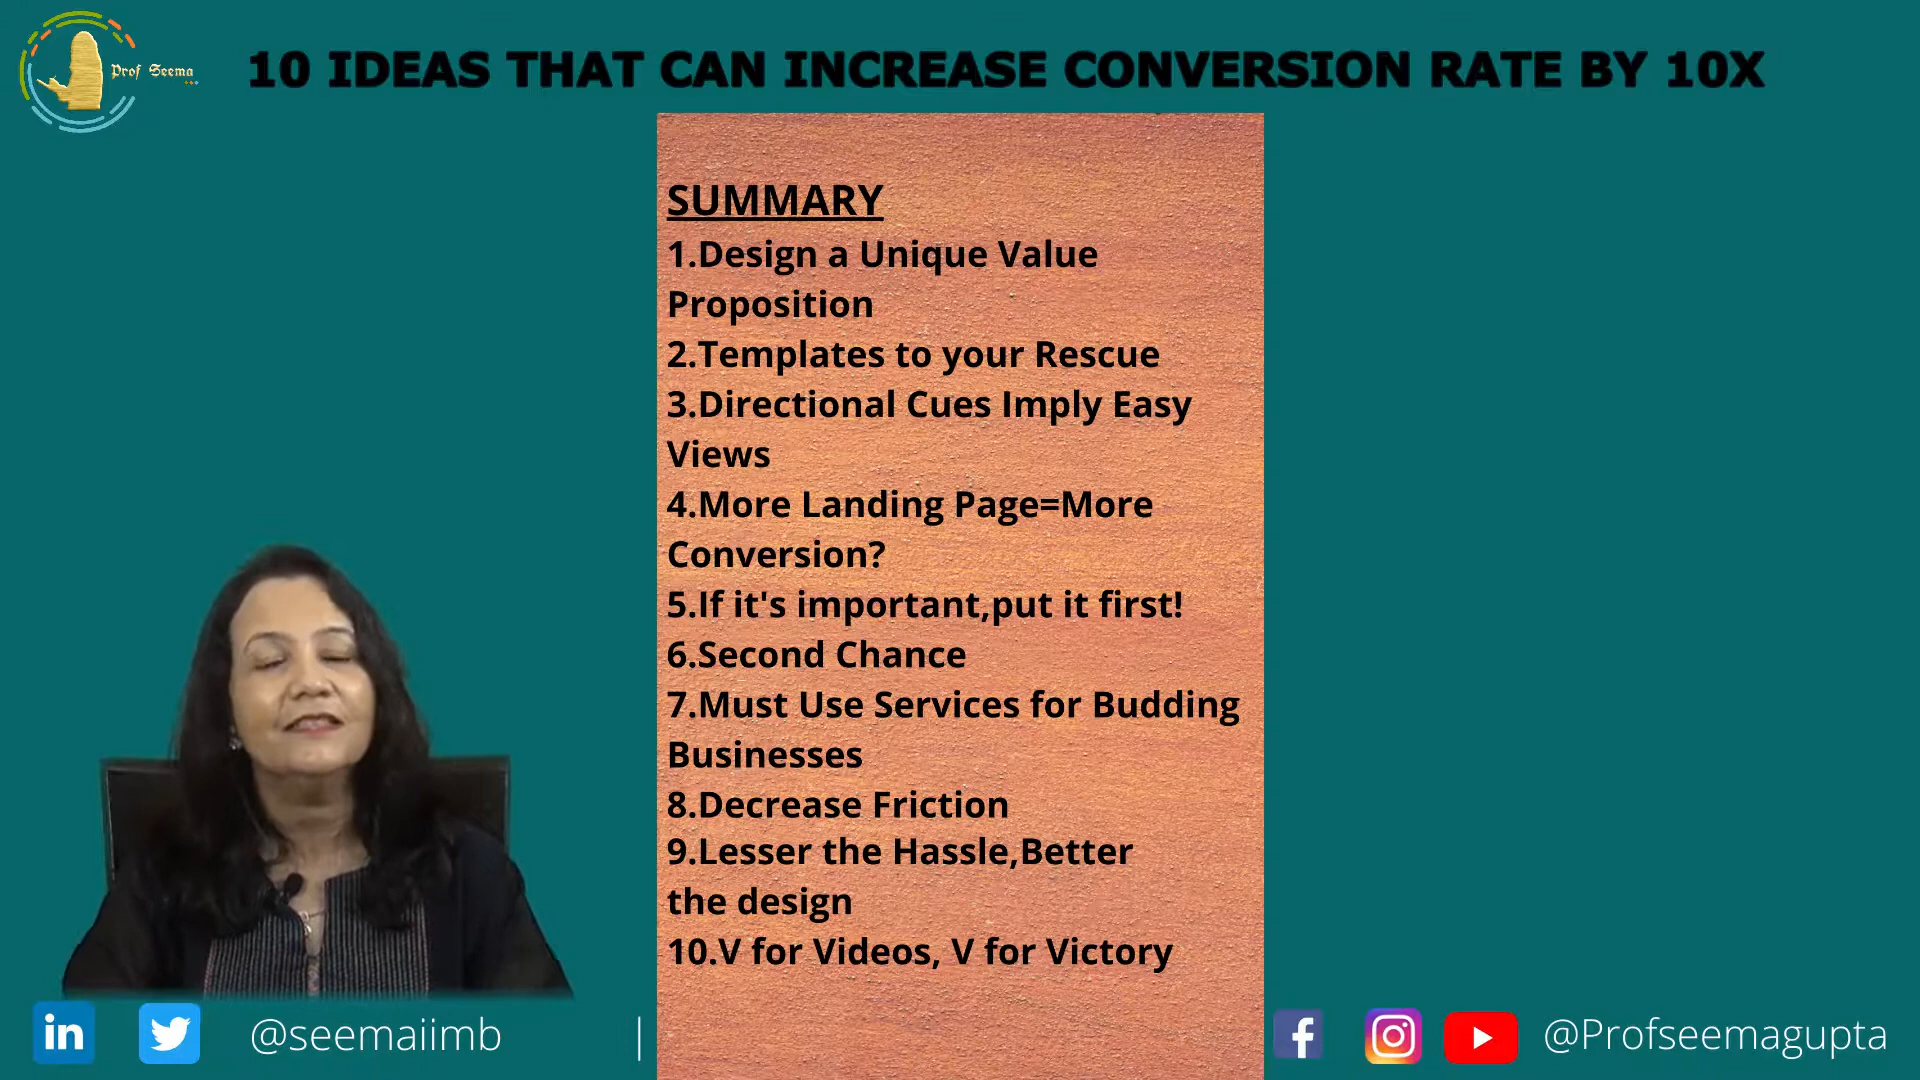 Prof Seema
10 IDEAS THAT CAN INCREASE CONVERSION RATE BY 10X
SUMMARY
1.Design a Unique Value
Proposition
2.Templates to your Rescue
3.Directional Cues Imply Easy
Views
4.More Landing Page=More
Conversion?
5.If it's important,put it first!
6.Second Chance
7.Must Use Services for Budding
Businesses
8.Decrease Friction
9.Lesser the Hassle,Better
the design
10.V for Videos, V for Victory
in
@seemaiimb |
@Profseemagupta